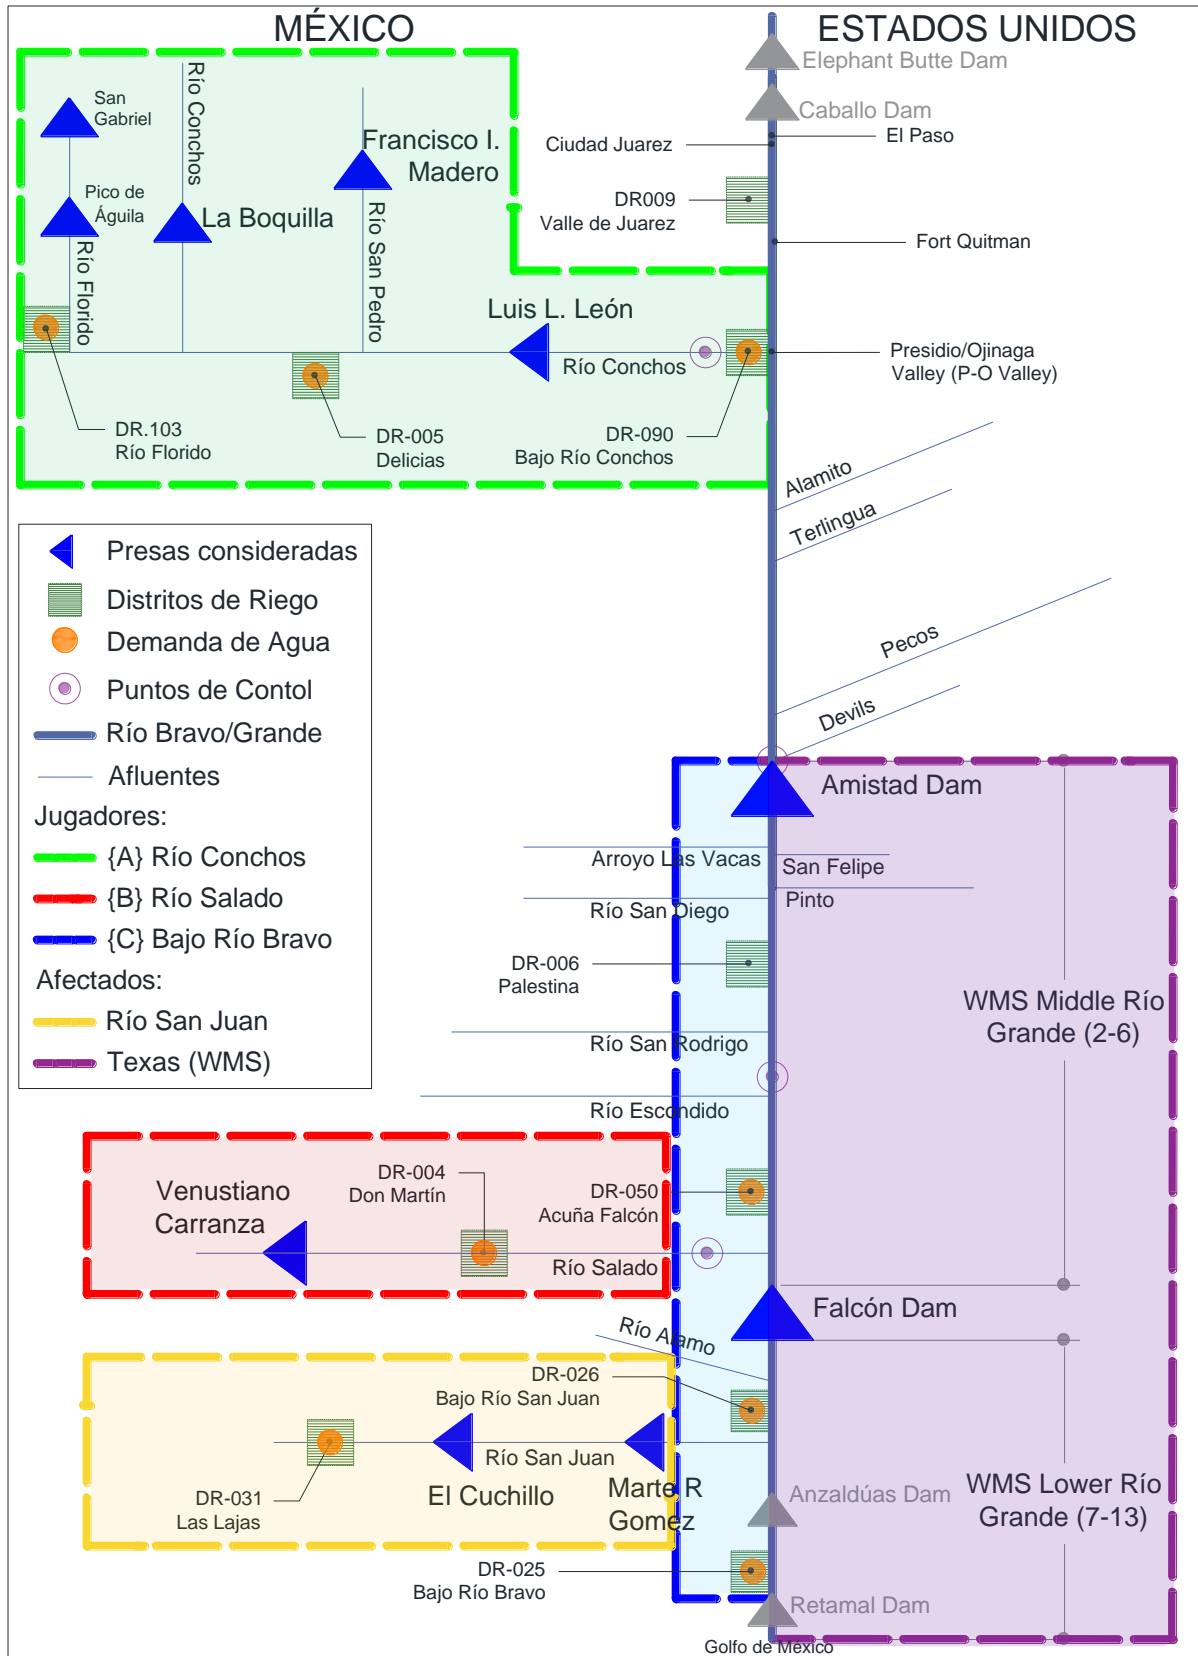 MÉXICO
ESTADOS UNIDOS
Elephant Butte Dam
Caballo Dam
El Paso
Ciudad Juarez
DR009
Valle de Juarez
Fort Quitman
San
Gabriel
Río Conchos
Francisco I.
Madero
Pico de
Águila
La Boquilla
Río Florido
Río San Pedro
Luis L. León
Río Conchos
Presidio/Ojinaga
Valley (P-O Valley)
DR.103
Río Florido
DR-005
Delicias
DR-090
Bajo Río Conchos
Alamito
Terlingua
Pecos
Devils
Presas consideradas
Distritos de Riego
Demanda de Agua
Puntos de Contol
Río Bravo/Grande
Afluentes
Jugadores:
{A} Río Conchos
{B} Río Salado
{C} Bajo Río Bravo
Afectados:
Río San Juan
Texas (WMS)
Amistad Dam
Arroyo Las Vacas
San Felipe
Pinto
Río San Diego
DR-006
Palestina
WMS Middle Río
Grande (2-6)
Río San Rodrigo
Río Escondido
DR-004
Don Martín
Venustiano
Carranza
DR-050
Acuña Falcón
Río Salado
Falcón Dam
Río Alamo
DR-026
Bajo Río San Juan
Río San Juan
El Cuchillo
Marte R
Gomez
DR-031
Las Lajas
Anzaldúas Dam
WMS Lower Río
Grande (7-13)
DR-025
Bajo Río Bravo
Retamal Dam
Golfo de México